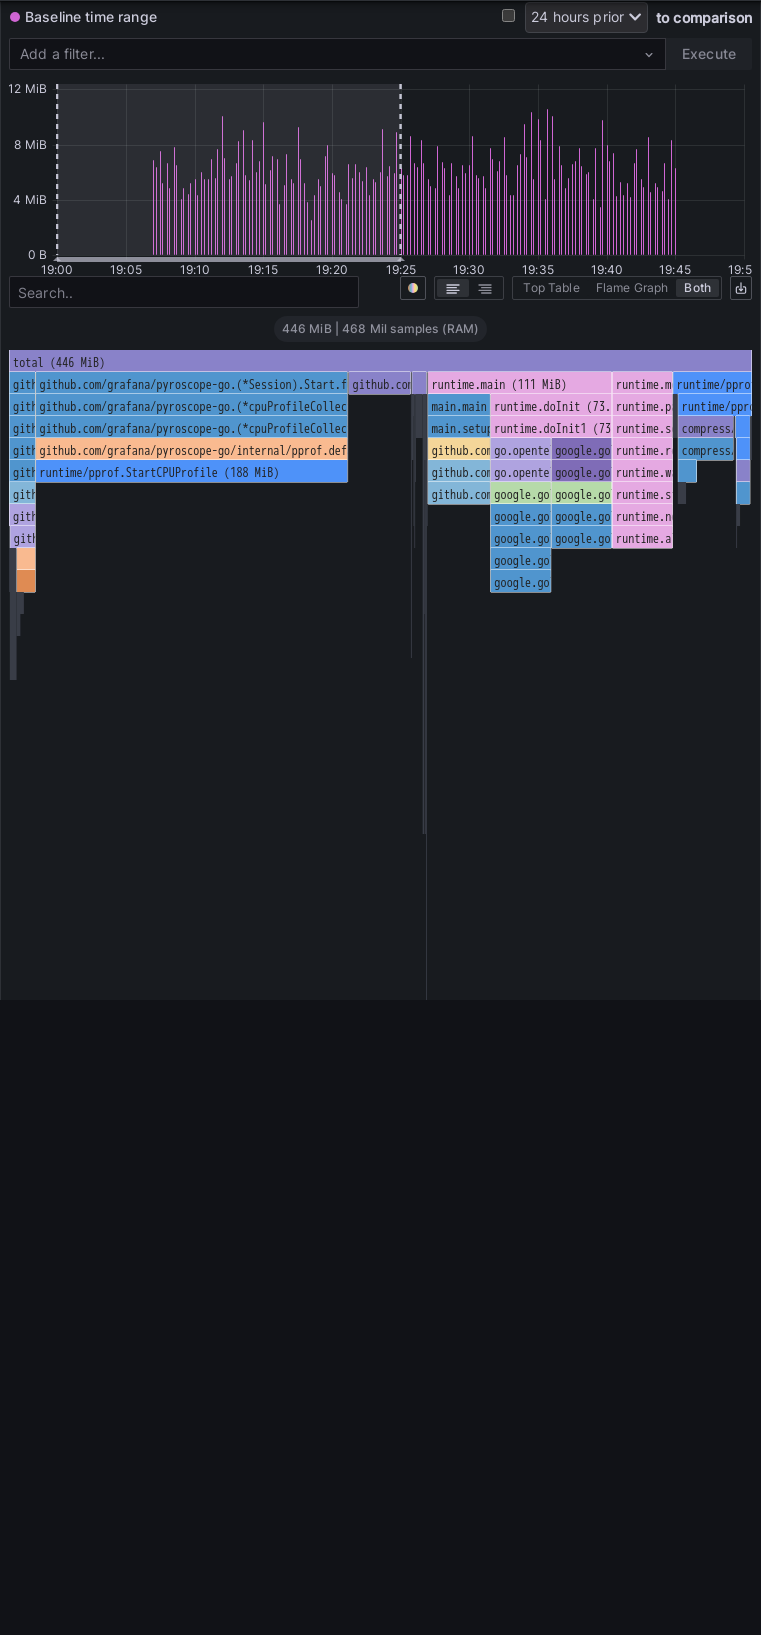 Baseline time range 24 hours prior to comparison
Add a filter... Execute
12 MiB
8 MiB
4 MiB
0 B
19:00 19:05 19:10 19:15 19:20 19:25 19:30 19:35 19:40 19:45 19:5
Search.. Top Table Flame Graph Both
446 MiB | 468 Mil samples (RAM)
total (446 MiB)
gith github.com/grafana/pyroscope-go.(*Session).Start.f github.com runtime.main (111 MiB) runtime.m runtime/ppro
gith github.com/grafana/pyroscope-go.(*cpuProfileCollec main.main runtime.doInit (73. runtime.p runtime/ppro
gith github.com/grafana/pyroscope-go.(*cpuProfileCollec main.setup runtime.doInit1 (73 runtime.s compress/
gith github.com/grafana/pyroscope-go/internal/pprof.def github.com go.opente google.go runtime.r compress/
gith runtime/pprof.StartCPUProfile (188 MiB) github.com go.opente google.go runtime.w
gith github.com google.go google.go runtime.s
gith google.go google.go runtime.n
gith google.go google.go runtime.a
google.go
google.go